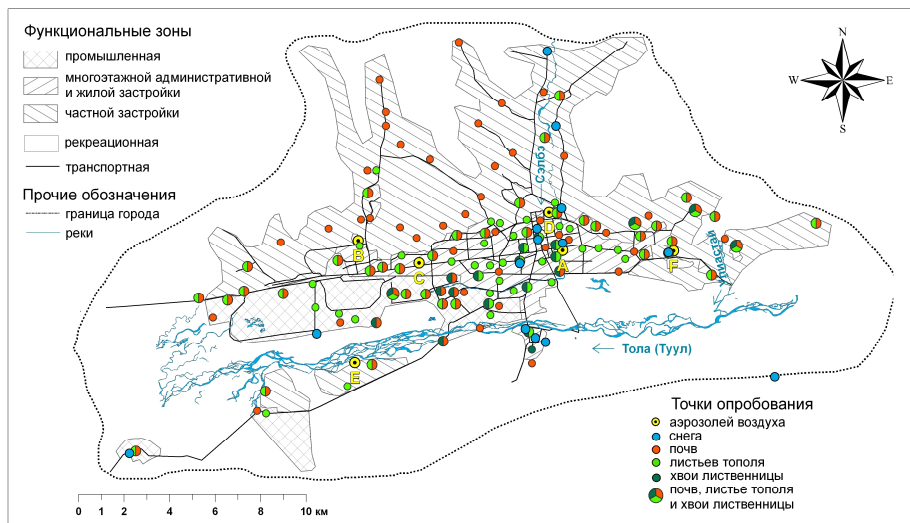 Функциональные зоны
промышленная
многоэтажной административной
и жилой застройки
частной застройки
рекреационная
транспортная
Прочие обозначения
граница города
реки
N
W
E
S
Сэлбэ
D
B
A
F
C
Улиастай
Тола (Туул)
E
Точки опробования
аэрозолей воздуха
снега
почв
листьев тополя
хвои лиственницы
почв, листье тополя
и хвои лиственницы
0 1 2 4 6 8 10 км